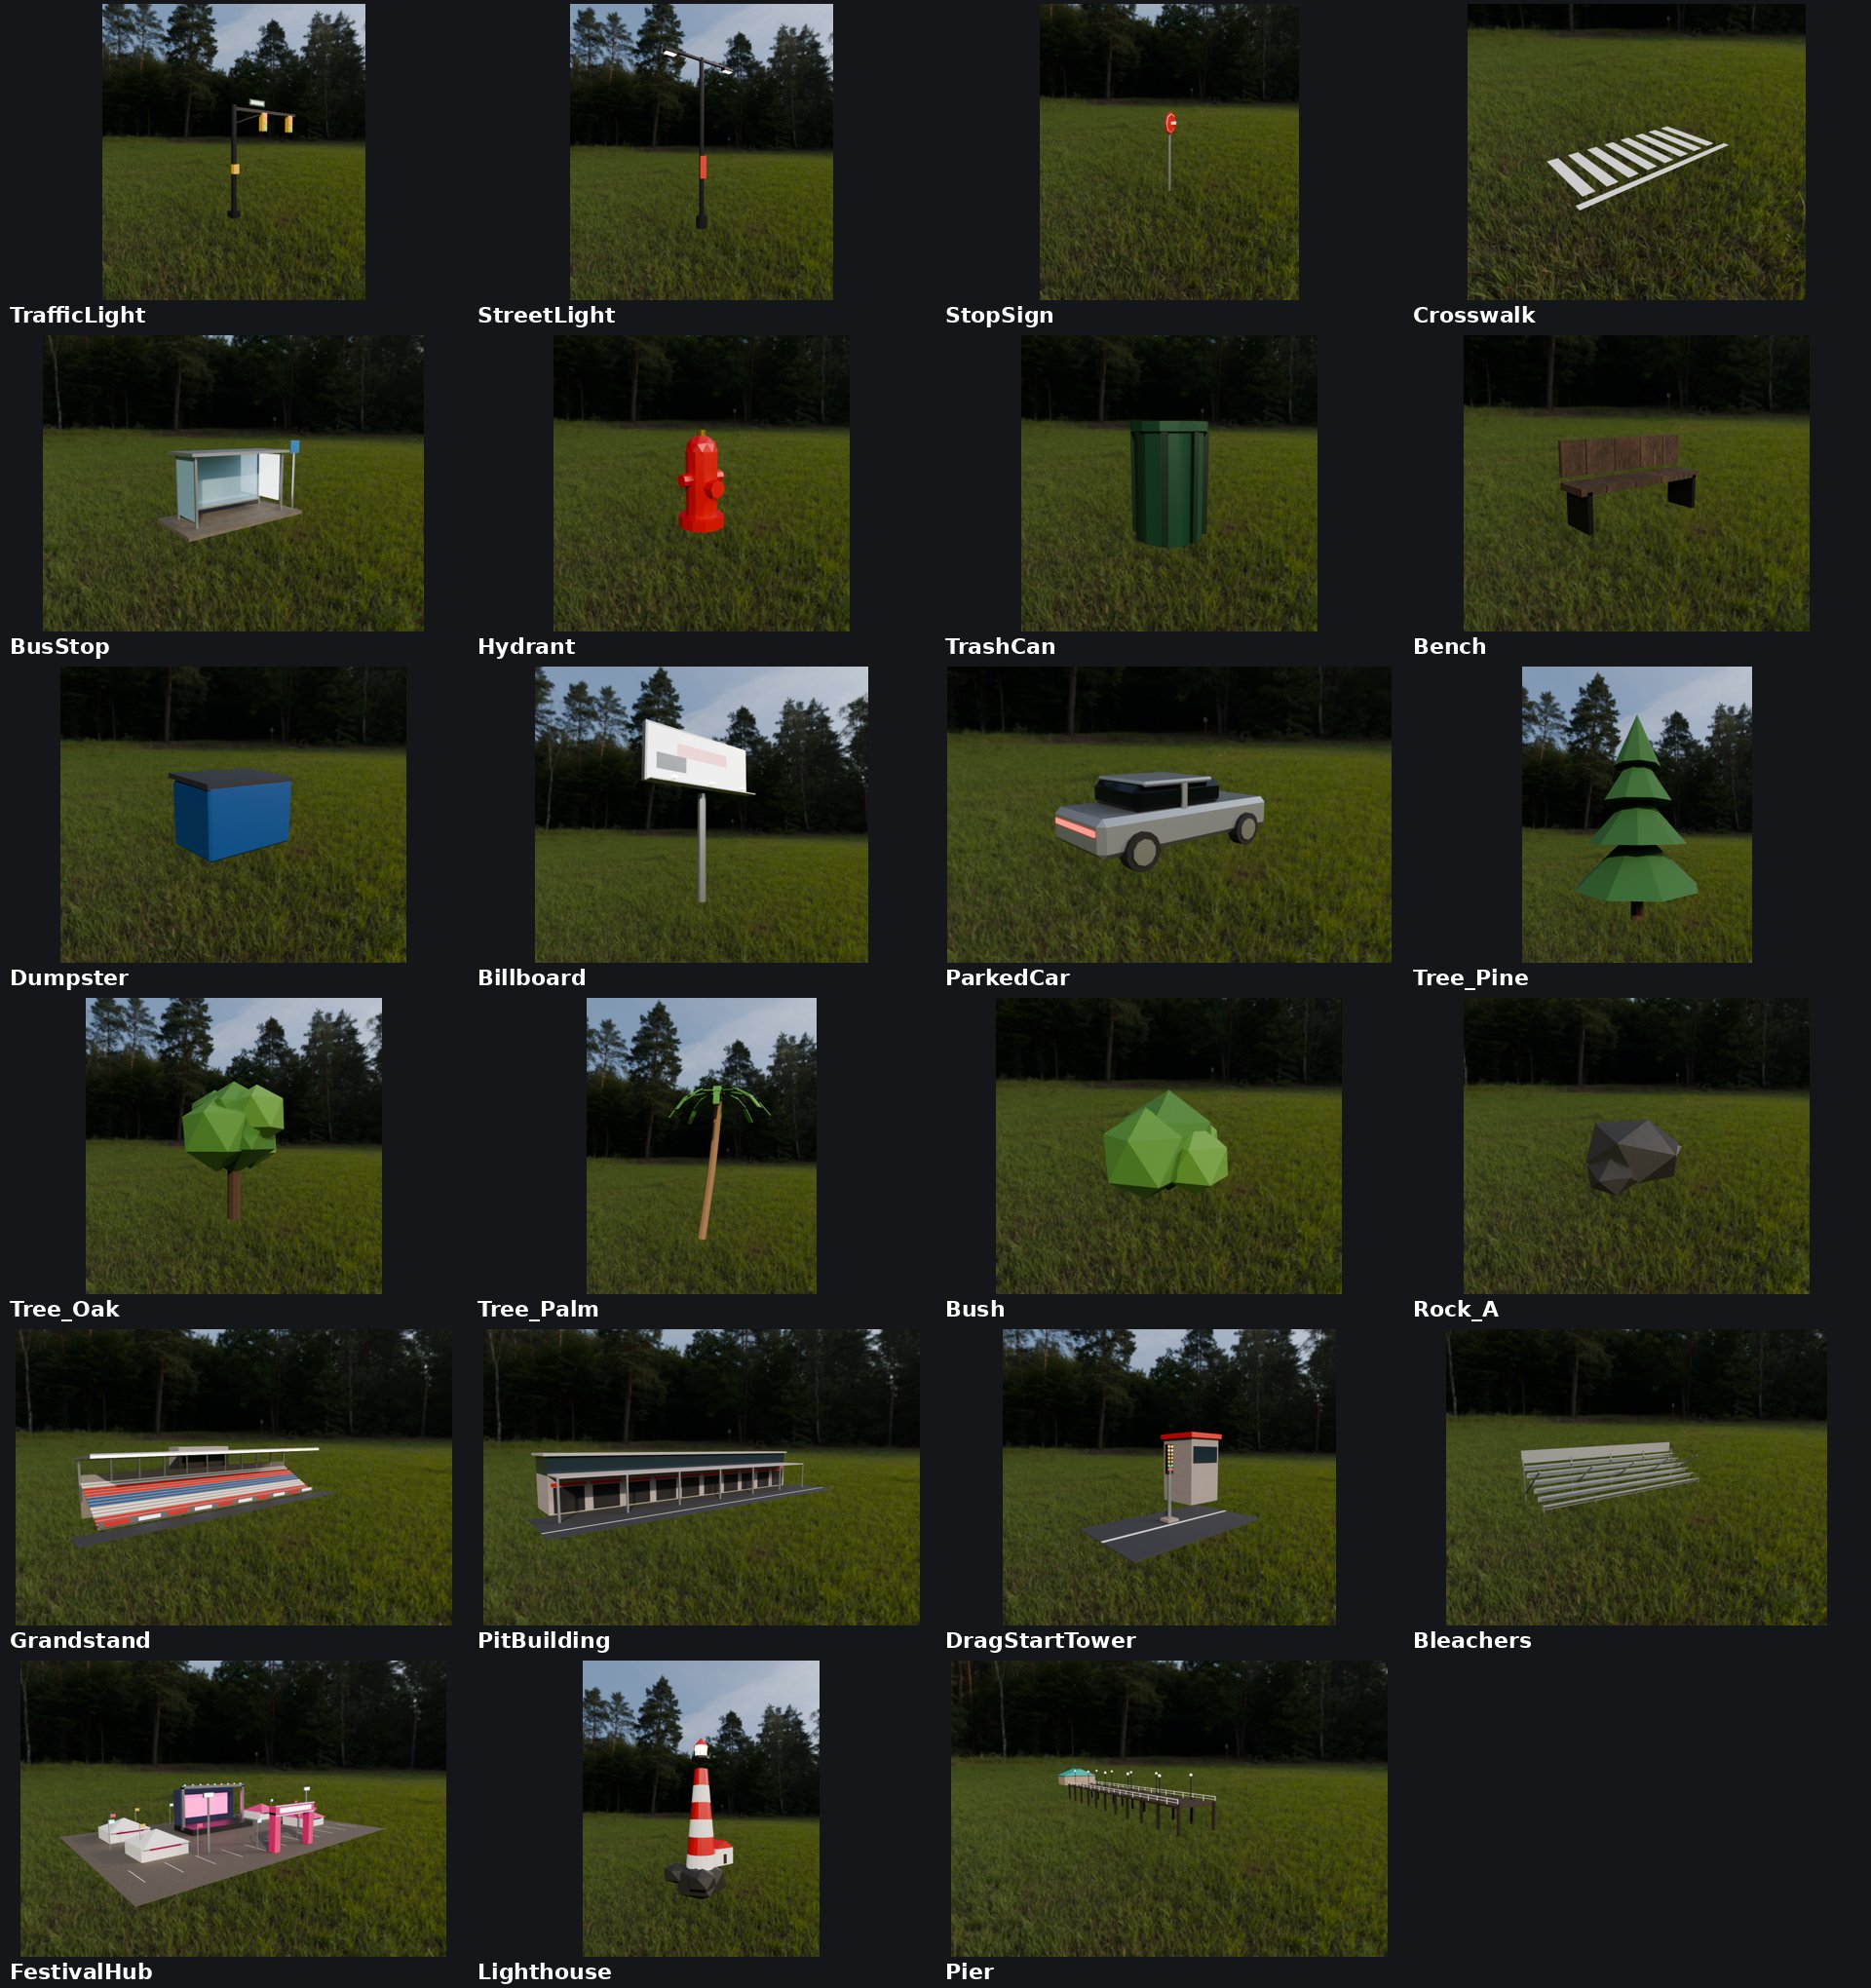 TrafficLight
StreetLight
StopSign
Crosswalk
BusStop
Hydrant
TrashCan
Bench
Dumpster
Billboard
ParkedCar
Tree_Pine
Tree_Oak
Tree_Palm
Bush
Rock_A
Grandstand
PitBuilding
DragStartTower
Bleachers
FestivalHub
Lighthouse
Pier